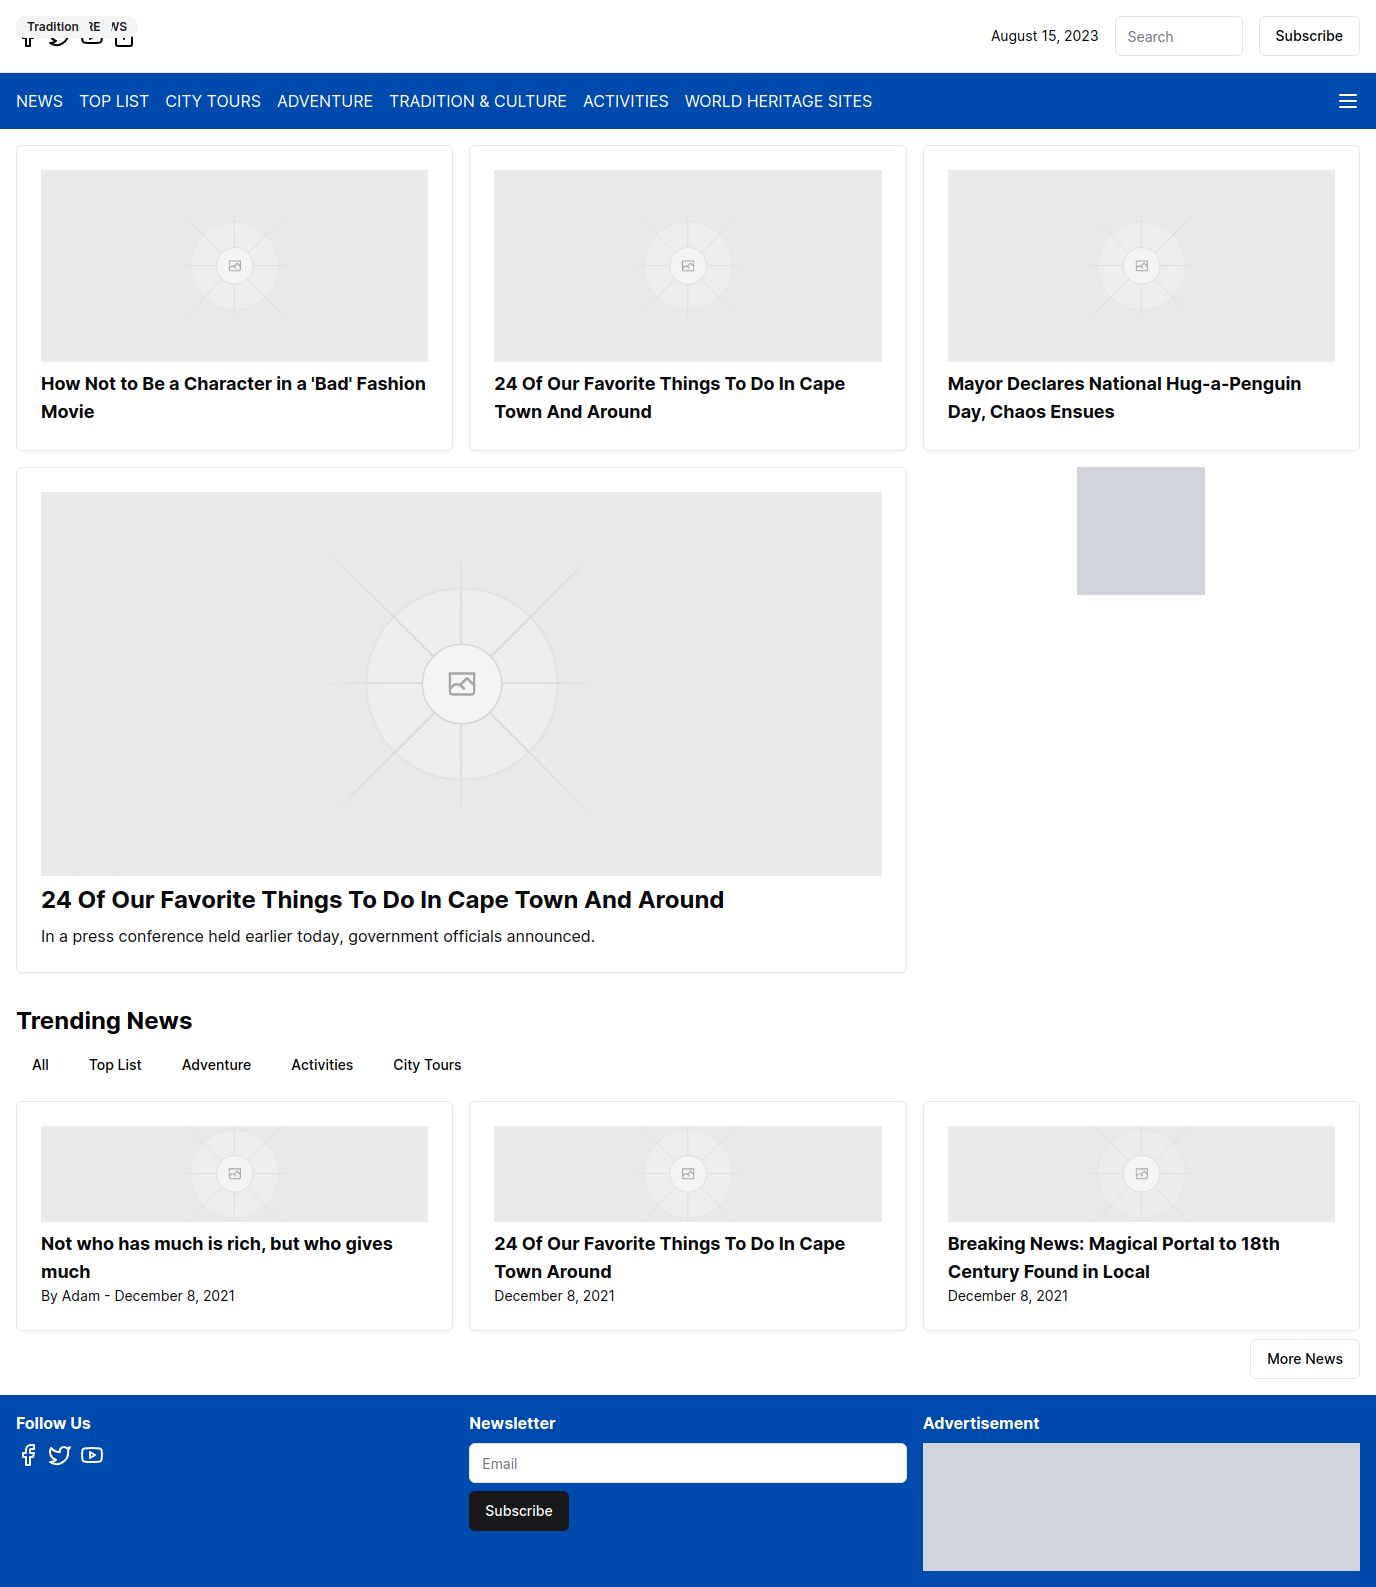 Tradition
August 15, 2023
Search
Subscribe
NEWS TOP LIST CITY TOURS ADVENTURE TRADITION & CULTURE ACTIVITIES WORLD HERITAGE SITES
How Not to Be a Character in a 'Bad' Fashion
Movie
24 Of Our Favorite Things To Do In Cape
Town And Around
Mayor Declares National Hug-a-Penguin
Day, Chaos Ensues
24 Of Our Favorite Things To Do In Cape Town And Around
In a press conference held earlier today, government officials announced.
Trending News
All Top List Adventure Activities City Tours
Not who has much is rich, but who gives
much
By Adam - December 8, 2021
24 Of Our Favorite Things To Do In Cape
Town Around
December 8, 2021
Breaking News: Magical Portal to 18th
Century Found in Local
December 8, 2021
More News
Follow Us
Newsletter
Email
Subscribe
Advertisement